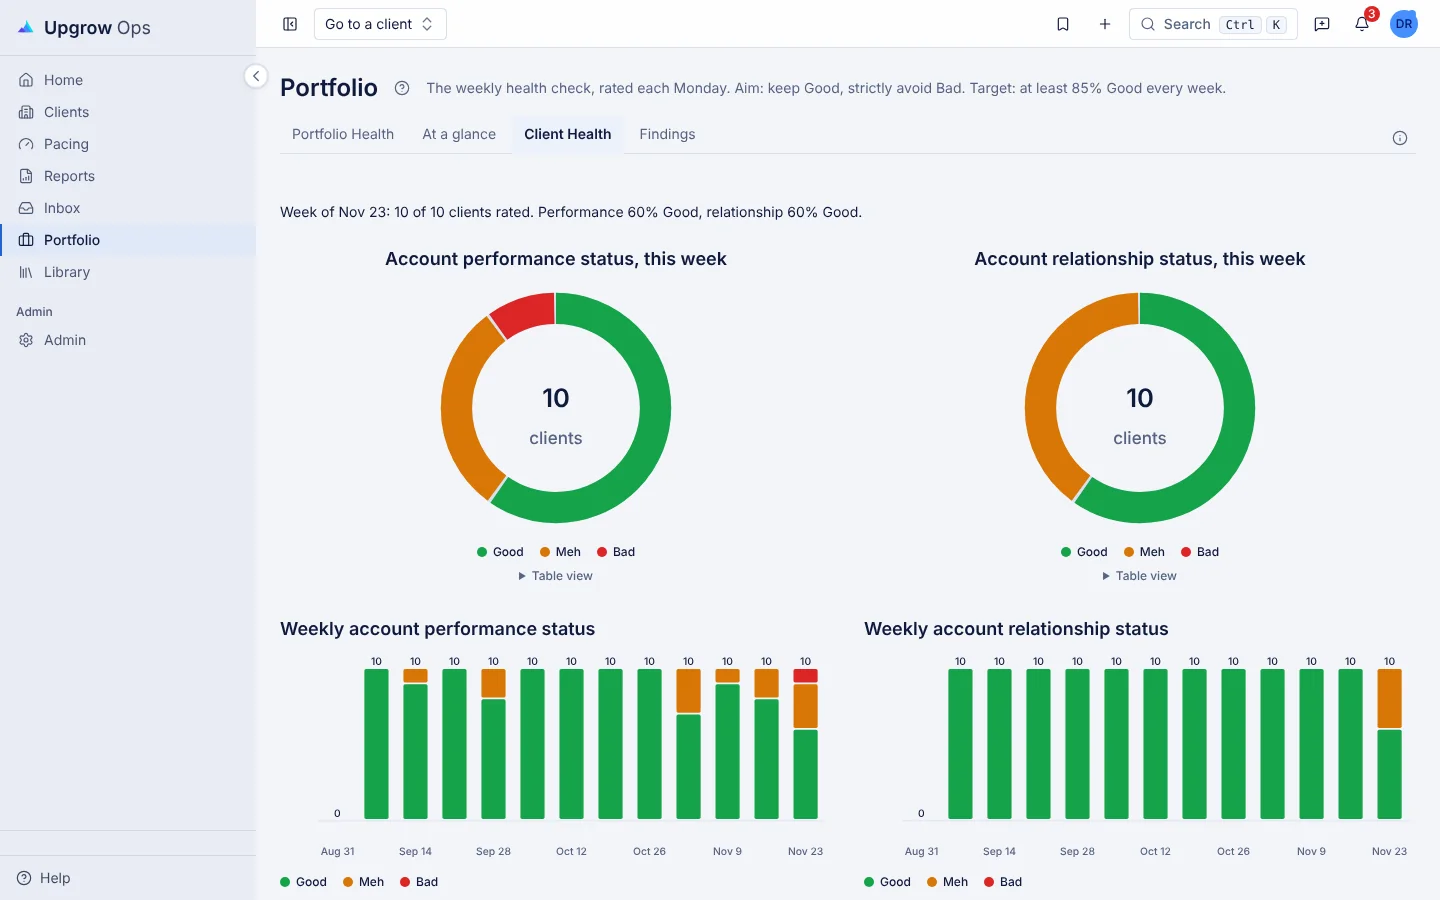 Upgrow Ops
Go to a client
Search Ctrl K
3
DR
Home
Clients
Pacing
Reports
Inbox
Portfolio
Library
Admin
Admin
Help
Portfolio
The weekly health check, rated each Monday. Aim: keep Good, strictly avoid Bad. Target: at least 85% Good every week.
Portfolio Health
At a glance
Client Health
Findings
Week of Nov 23: 10 of 10 clients rated. Performance 60% Good, relationship 60% Good.
Account performance status, this week
10
clients
Good Meh Bad
Table view
Account relationship status, this week
10
clients
Good Meh Bad
Table view
Weekly account performance status
10 10 10 10 10 10 10 10 10 10 10 10
0
Aug 31 Sep 14 Sep 28 Oct 12 Oct 26 Nov 9 Nov 23
Good Meh Bad
Weekly account relationship status
10 10 10 10 10 10 10 10 10 10 10 10
0
Aug 31 Sep 14 Sep 28 Oct 12 Oct 26 Nov 9 Nov 23
Good Meh Bad